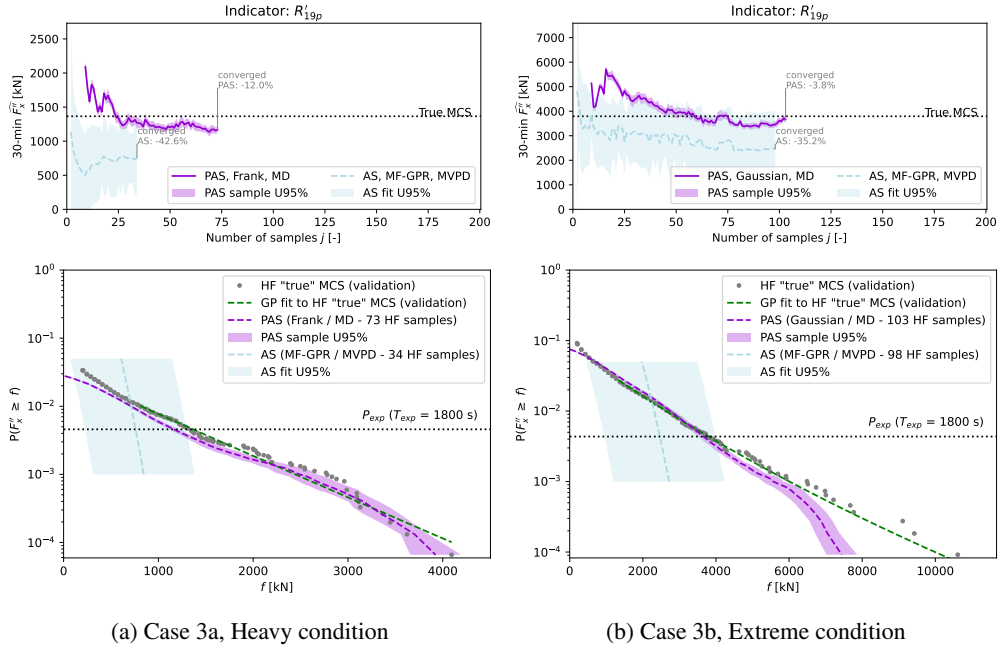 Indicator: R'19p
2500
2000
1500
1000
500
0
30-min F̂''x [kN]
converged
PAS: -12.0%
True MCS
converged
AS: -42.6%
PAS, Frank, MD
PAS sample U95%
AS, MF-GPR, MVPD
AS fit U95%
0 25 50 75 100 125 150 175 200
Number of samples j [-]
Indicator: R'19p
7000
6000
5000
4000
3000
2000
1000
0
30-min F̂''x [kN]
converged
PAS: -3.8%
True MCS
converged
AS: -35.2%
PAS, Gaussian, MD
PAS sample U95%
AS, MF-GPR, MVPD
AS fit U95%
0 25 50 75 100 125 150 175 200
Number of samples j [-]
10⁰
10⁻¹
10⁻²
10⁻³
10⁻⁴
P(F''x ≥ f)
HF "true" MCS (validation)
GP fit to HF "true" MCS (validation)
PAS (Frank / MD - 73 HF samples)
PAS sample U95%
AS (MF-GPR / MVPD - 34 HF samples)
AS fit U95%
Pexp (Texp = 1800 s)
0 1000 2000 3000 4000
f [kN]
10⁰
10⁻¹
10⁻²
10⁻³
10⁻⁴
P(F''x ≥ f)
HF "true" MCS (validation)
GP fit to HF "true" MCS (validation)
PAS (Gaussian / MD - 103 HF samples)
PAS sample U95%
AS (MF-GPR / MVPD - 98 HF samples)
AS fit U95%
Pexp (Texp = 1800 s)
0 2000 4000 6000 8000 10000
f [kN]
(a) Case 3a, Heavy condition
(b) Case 3b, Extreme condition